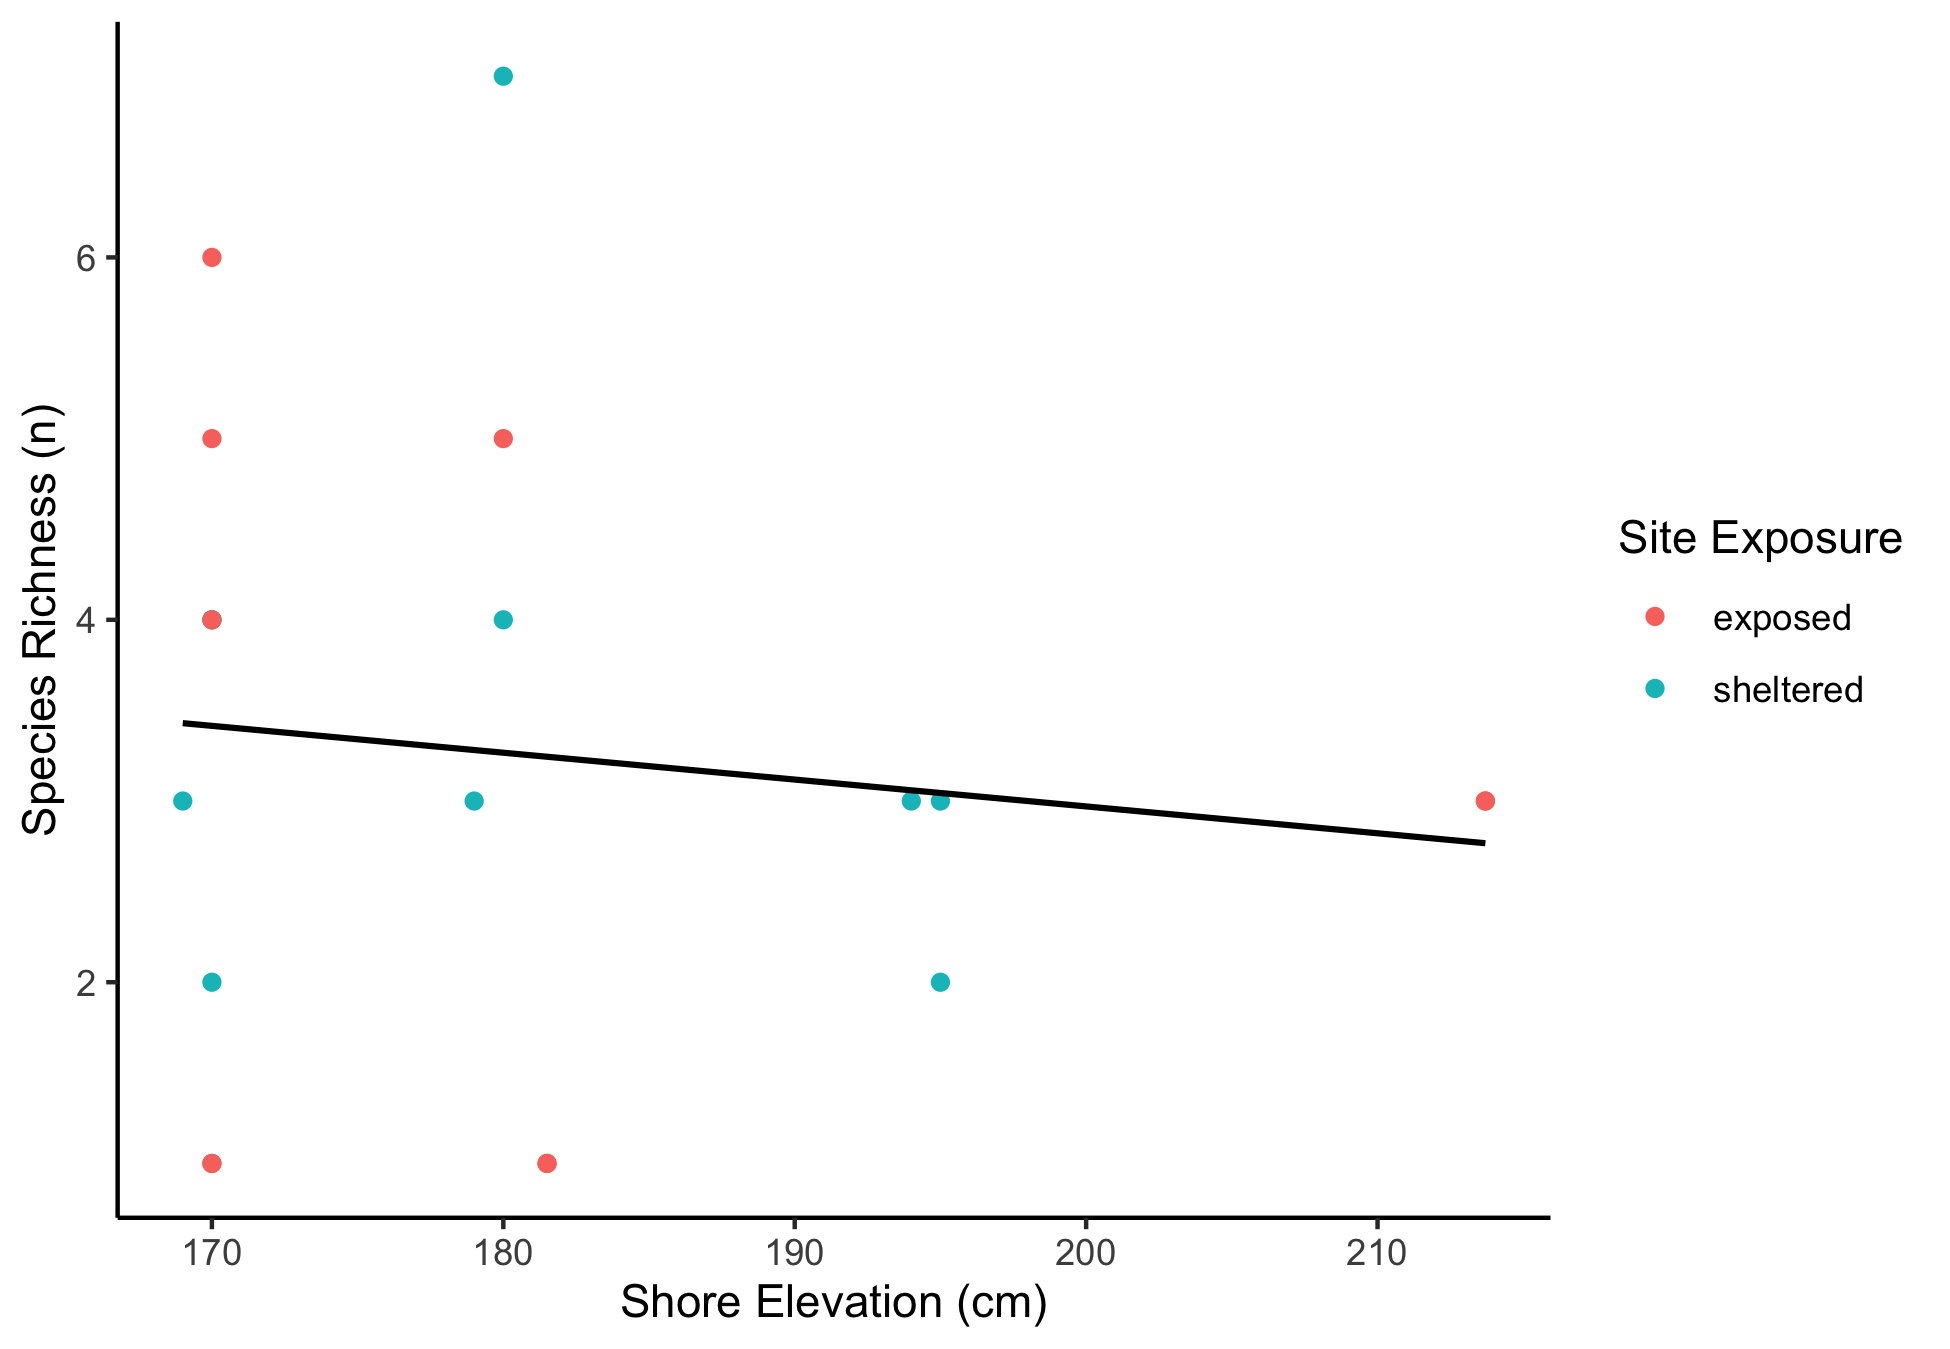 Species Richness (n)
6
4
2
170 180 190 200 210
Shore Elevation (cm)
Site Exposure
exposed
sheltered